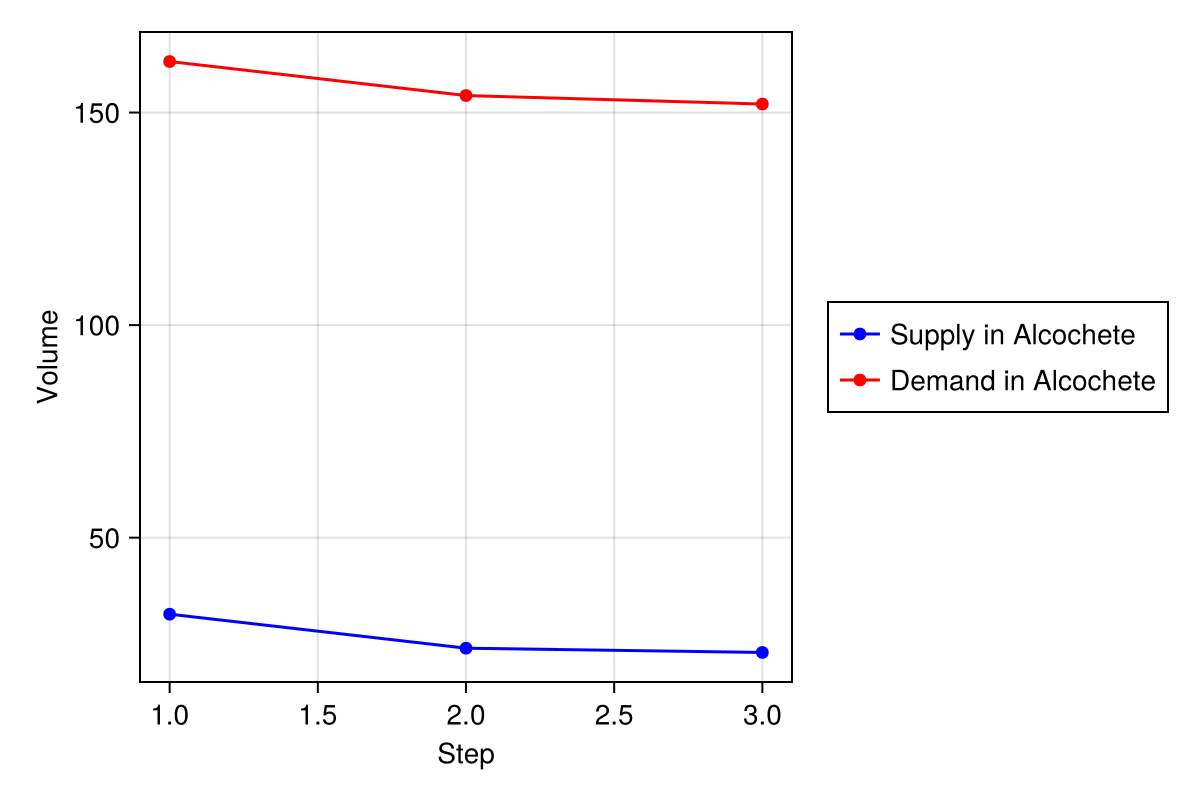 150
100
50
Volume
1.0 1.5 2.0 2.5 3.0
Step
Supply in Alcochete
Demand in Alcochete